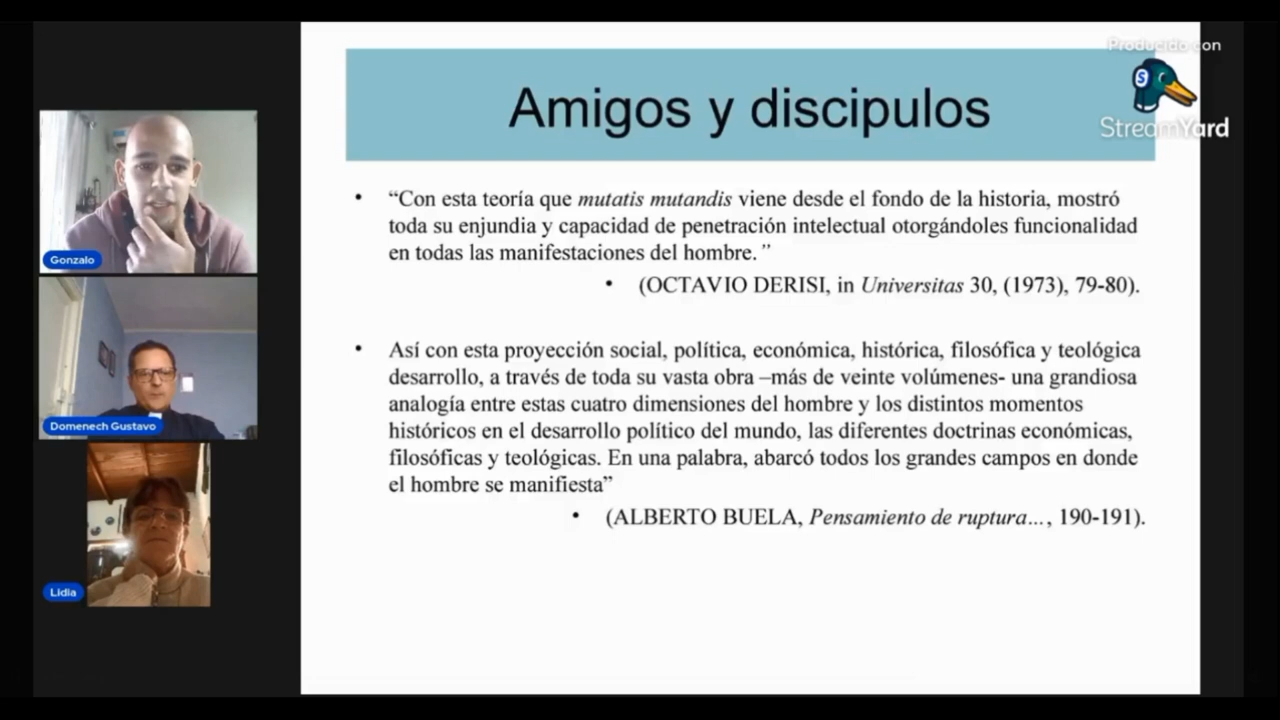 Producido con
StreamYard
Amigos y discipulos
• “Con esta teoría que mutatis mutandis viene desde el fondo de la historia, mostró
toda su enjundia y capacidad de penetración intelectual otorgándoles funcionalidad
en todas las manifestaciones del hombre.”
• (OCTAVIO DERISI, in Universitas 30, (1973), 79-80).
• Así con esta proyección social, política, económica, histórica, filosófica y teológica
desarrollo, a través de toda su vasta obra –más de veinte volúmenes- una grandiosa
analogía entre estas cuatro dimensiones del hombre y los distintos momentos
históricos en el desarrollo político del mundo, las diferentes doctrinas económicas,
filosóficas y teológicas. En una palabra, abarcó todos los grandes campos en donde
el hombre se manifiesta”
• (ALBERTO BUELA, Pensamiento de ruptura..., 190-191).
Gonzalo
Domenech Gustavo
Lidia